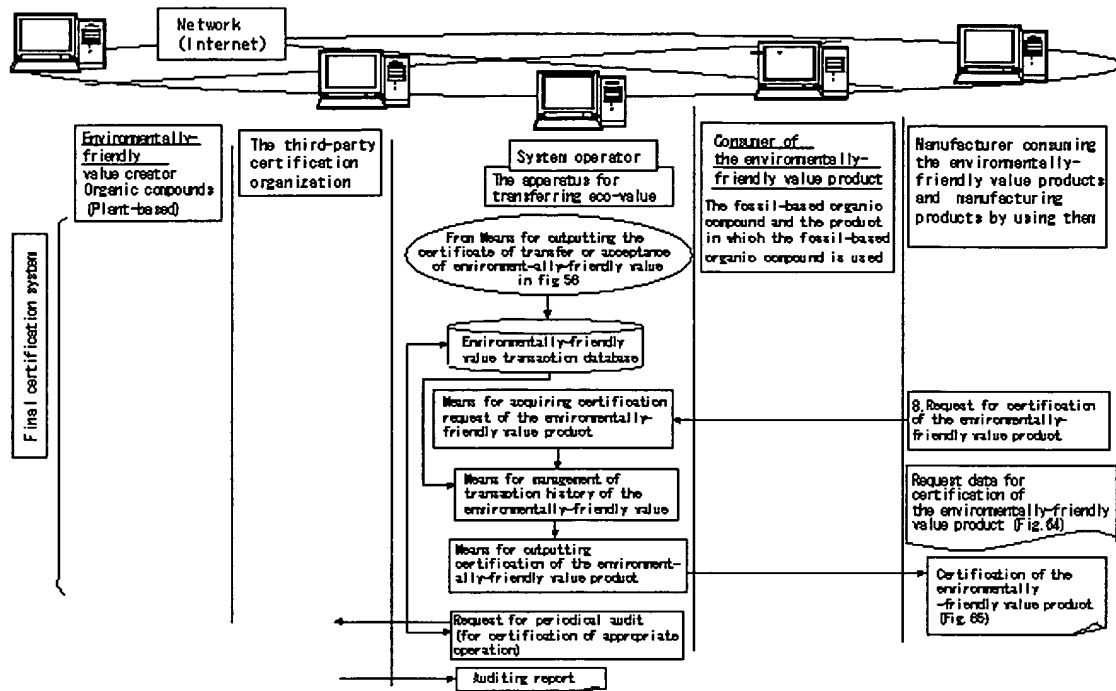 Network
(Internet)
Environmentally-
friendly
value creator
Organic compounds
(Plant-based)
The third-party
certification
organization
System operator
The apparatus for
transferring eco-value
Consumer of
the environmentally-
friendly value product
The fossil-based organic
compound and the product
in which the fossil-based
organic compound is used
Manufacturer consuming
the environmentally-
friendly value products
and manufacturing
products by using them
Final certification system
From Means for outputting the
certificate of transfer or acceptance
of environment-ally-friendly value
in fig.56
Environmentally-friendly
value transaction database
Means for acquiring certification
request of the environmentally-
friendly value product
8.Request for certification
of the environmentally-
friendly value product
Means for management of
transaction history of the
environmentally-friendly value
Request data for
certification of
the environmentally-friendly
value product (Fig.64)
Means for outputting
certification of the environment-
ally-friendly value product
Certification of the
environmentally
-friendly value product
(Fig.65)
Request for periodical audit
(for certification of appropriate
operation)
Auditing report